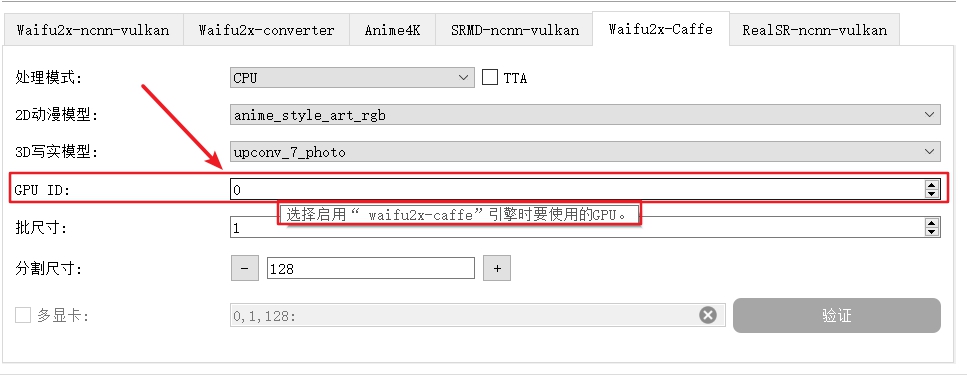 Waifu2x-ncnn-vulkan Waifu2x-converter Anime4K SRMD-ncnn-vulkan Waifu2x-Caffe RealSR-ncnn-vulkan
处理模式: CPU TTA
2D动漫模型: anime_style_art_rgb
3D写实模型: upconv_7_photo
GPU ID: 0
选择启用“ waifu2x-caffe”引擎时要使用的GPU。
批尺寸: 1
分割尺寸: - 128 +
多显卡: 0,1,128: 验证